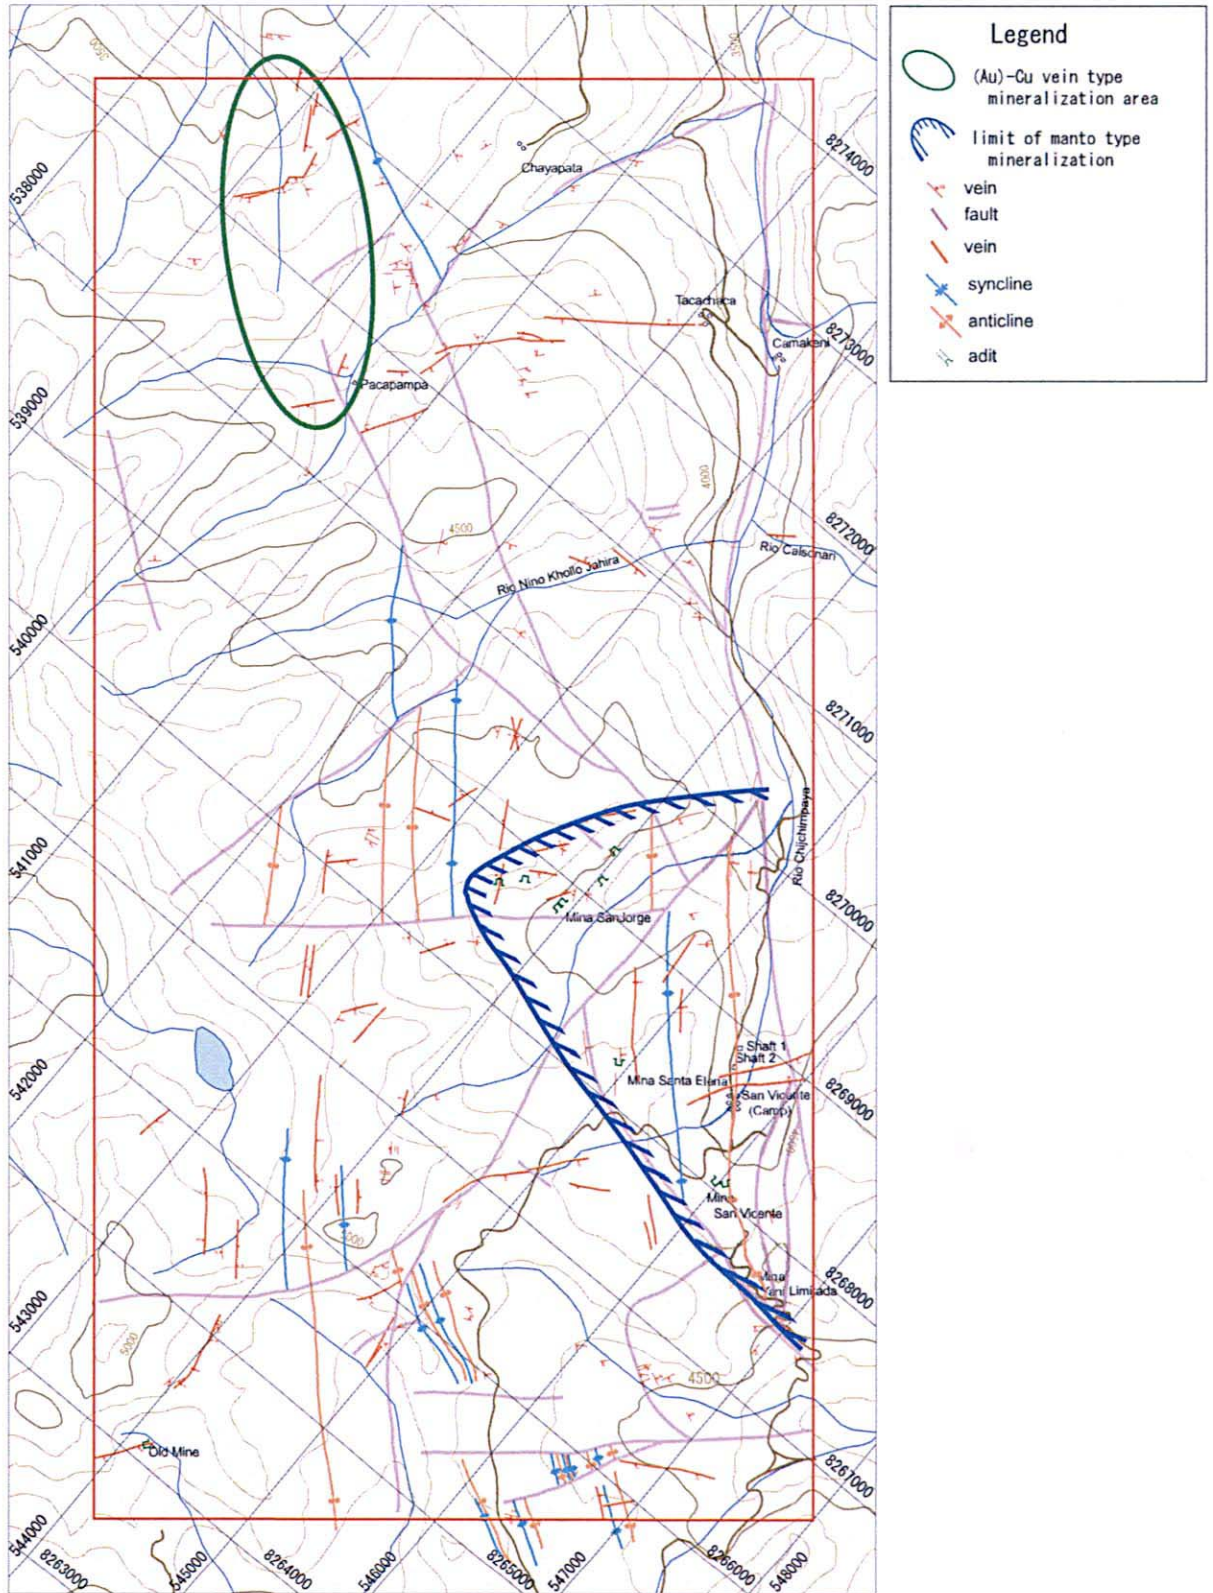 Legend
(Au)-Cu vein type
mineralization area
limit of manto type
mineralization
vein
fault
vein
syncline
anticline
adit
3500
Chayapata
8274000
538000
Tacachaca
Camakeni
8273000
539000
Pacapampa
4000
4500
8272000
Rio Calsonari
Rio Nino Khollo Jahira
540000
8271000
541000
Rio Chijchimpaya
8270000
Mina SanJorge
542000
Shaft 1
Shaft 2
Mina Santa Elena
San Vicente
(Camp)
8269000
4000
Mina
San Vicente
5000
Mina
Yani Limitada
8268000
543000
5000
4500
Old Mine
8267000
544000
8263000
545000
8264000
546000
8265000
547000
8266000
548000